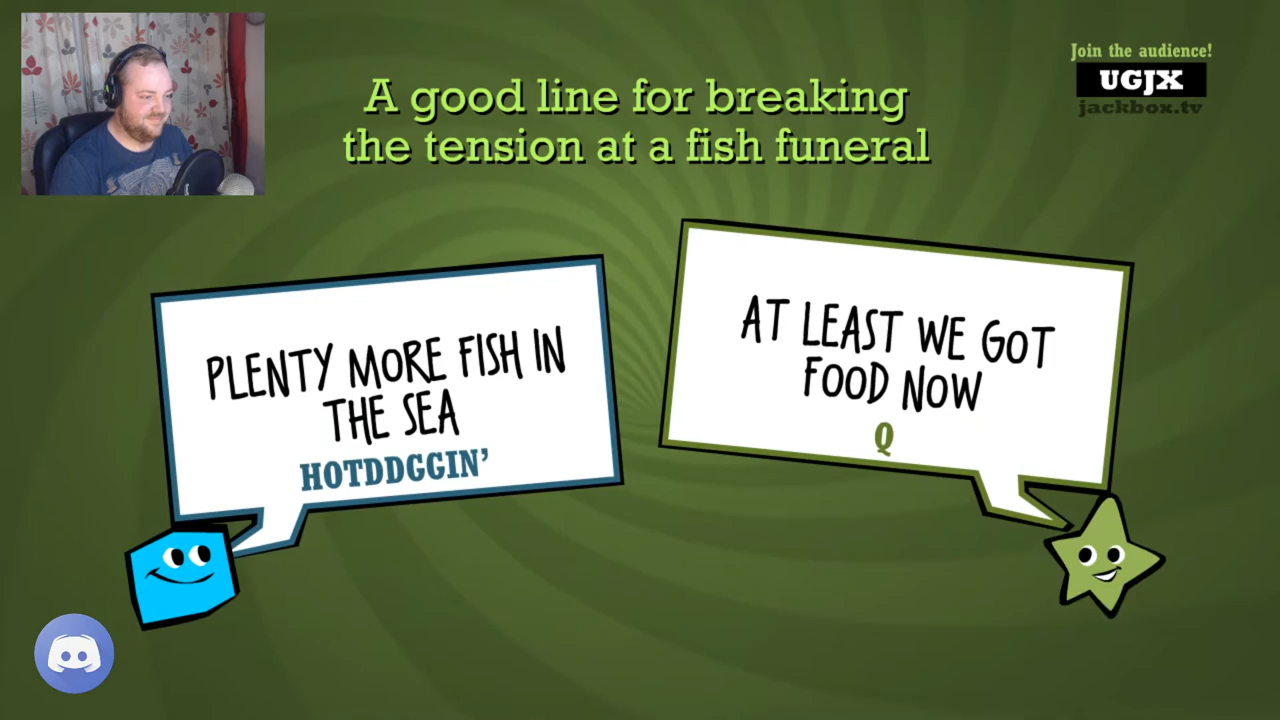 Join the audience!
UGJX
jackbox.tv
A good line for breaking
the tension at a fish funeral
PLENTY MORE FISH IN
THE SEA
HOTDDGGIN'
AT LEAST WE GOT
FOOD NOW
Q